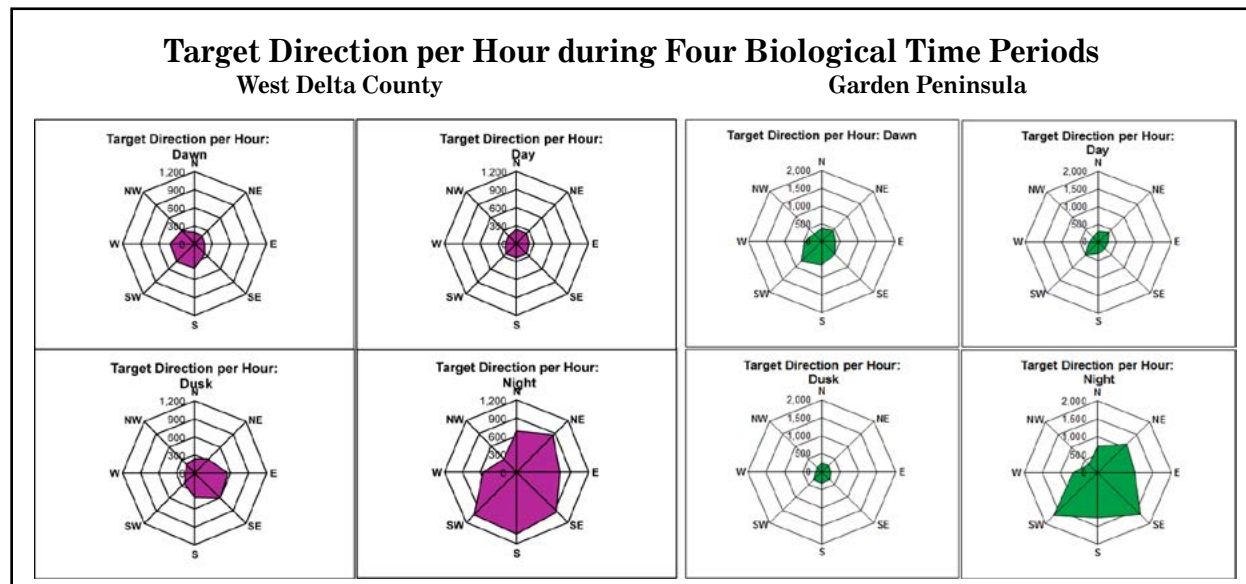 Target Direction per Hour during Four Biological Time Periods
West Delta County
Garden Peninsula
Target Direction per Hour:
Dawn
N
1,200
NW
NE
900
600
300
W
0
E
SW
SE
S
Target Direction per Hour:
Day
N
1,200
NW
NE
900
600
300
W
0
E
SW
SE
S
Target Direction per Hour: Dawn
N
2,000
NW
NE
1,500
1,000
500
W
0
E
SW
SE
S
Target Direction per Hour:
Day
N
2,000
NW
NE
1,500
1,000
500
W
0
E
SW
SE
S
Target Direction per Hour:
Dusk
N
1,200
NW
NE
900
600
300
W
0
E
SW
SE
S
Target Direction per Hour:
Night
N
1,200
NW
NE
900
600
300
W
0
E
SW
SE
S
Target Direction per Hour:
Dusk
N
2,000
NW
NE
1,500
1,000
500
W
0
E
SW
SE
S
Target Direction per Hour:
Night
N
2,000
NW
NE
1,500
1,000
500
W
0
E
SW
SE
S